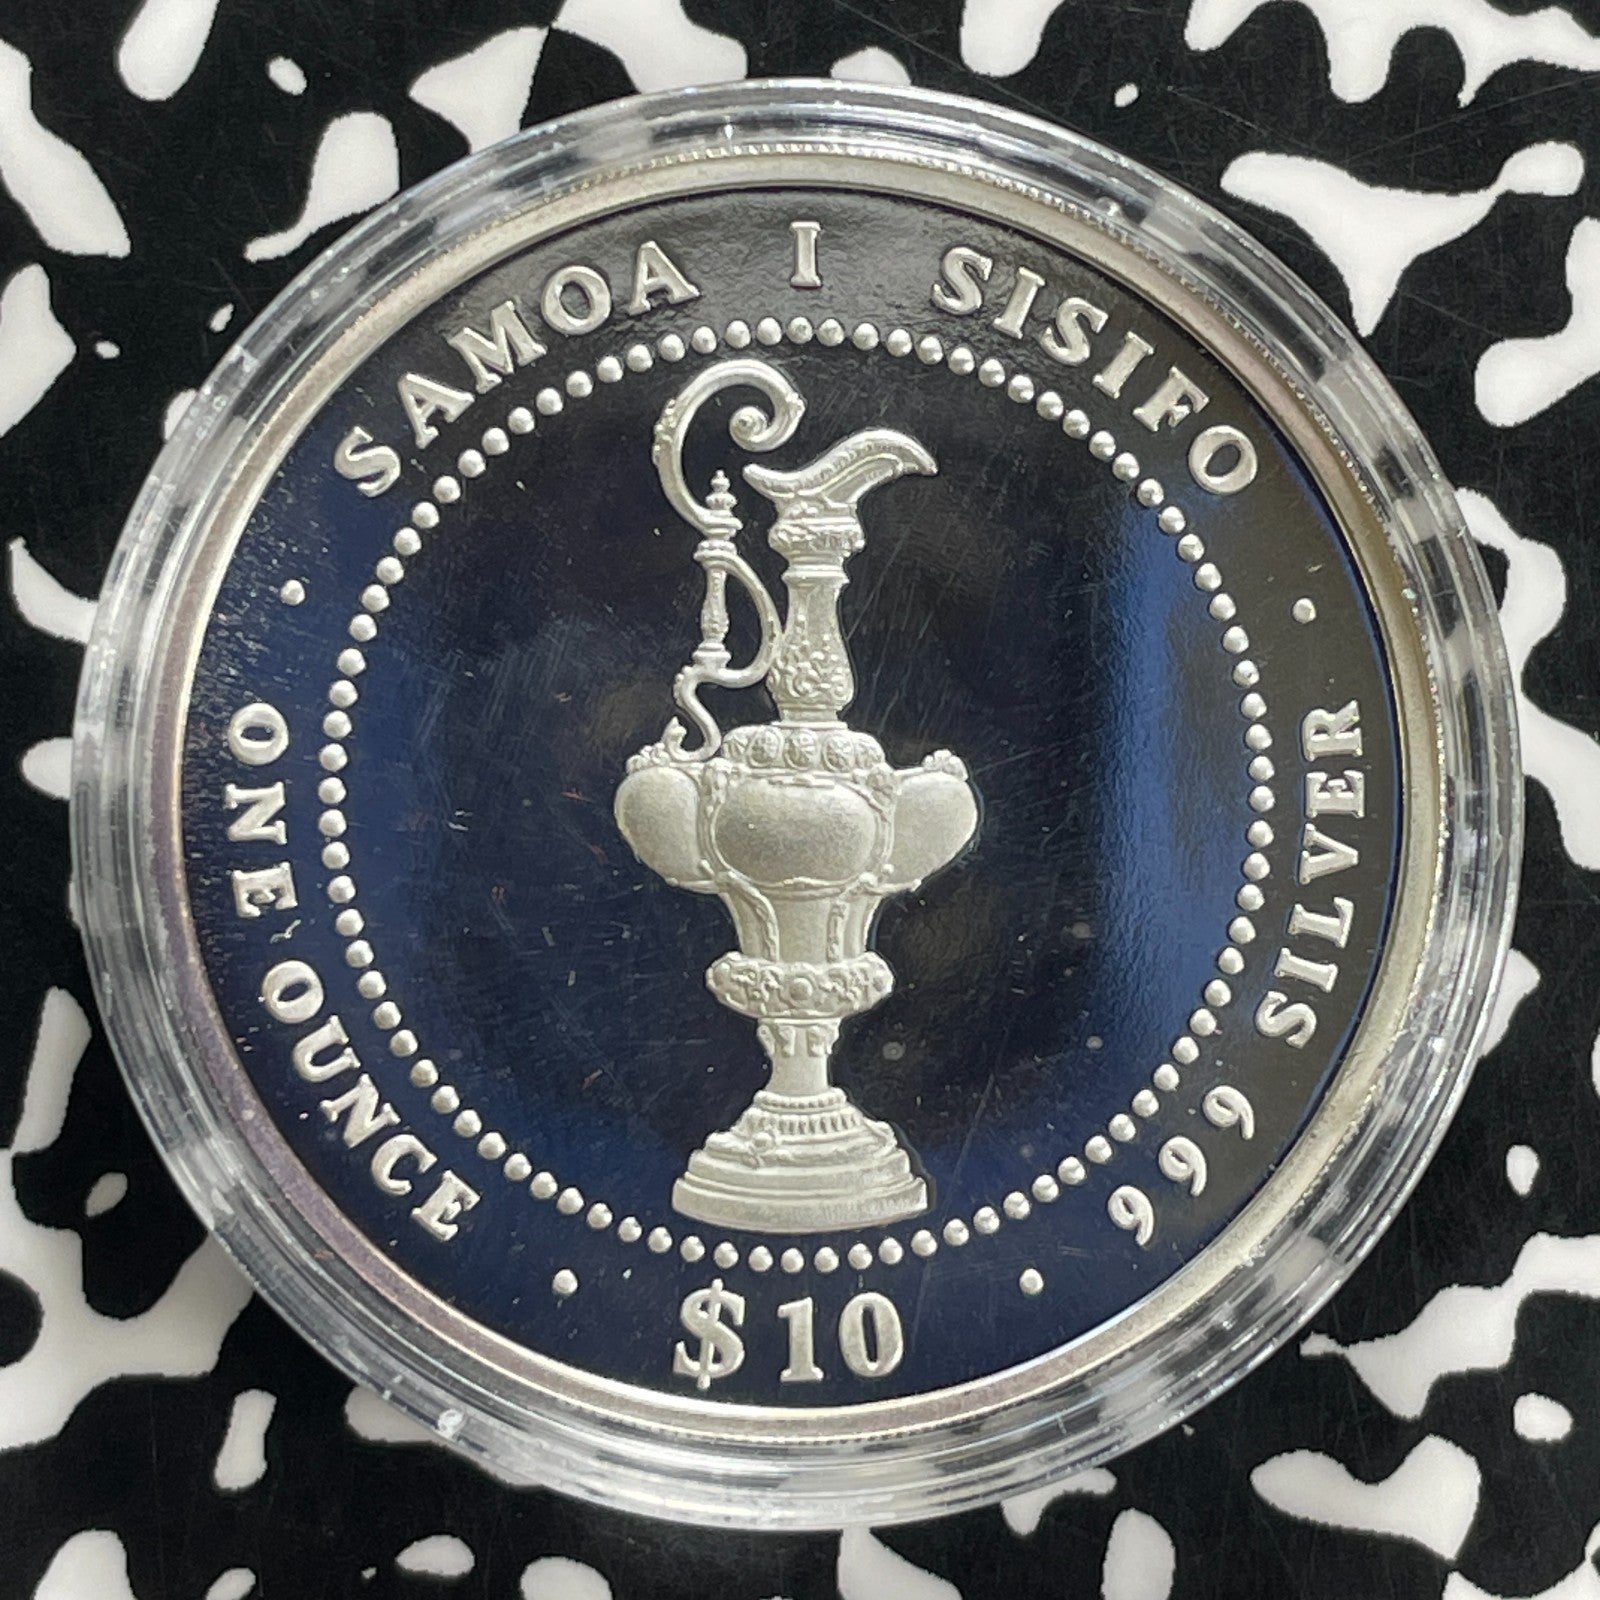 SAMOA I SISIFO
ONE OUNCE
999 SILVER
$10